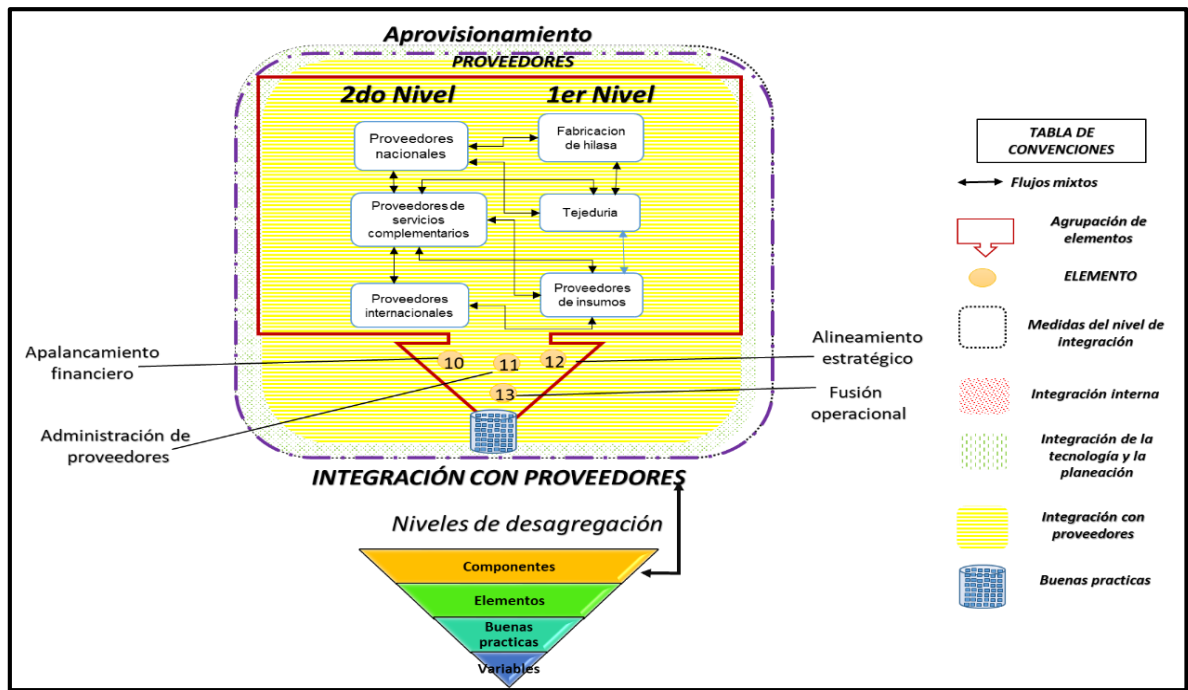 Aprovisionamiento
PROVEEDORES
2do Nivel
1er Nivel
Proveedores
nacionales
Fabricacion
de hilasa
Proveedores de
servicios
complementarios
Tejeduria
Proveedores
internacionales
Proveedores
de insumos
10
11
12
13
Apalancamiento
financiero
Administración de
proveedores
Alineamiento
estratégico
Fusión
operacional
INTEGRACIÓN CON PROVEEDORES
Niveles de desagregación
Componentes
Elementos
Buenas
practicas
Variables
TABLA DE
CONVENCIONES
Flujos mixtos
Agrupación de
elementos
ELEMENTO
Medidas del nivel de
integración
Integración interna
Integración de la
tecnología y la
planeación
Integración con
proveedores
Buenas practicas